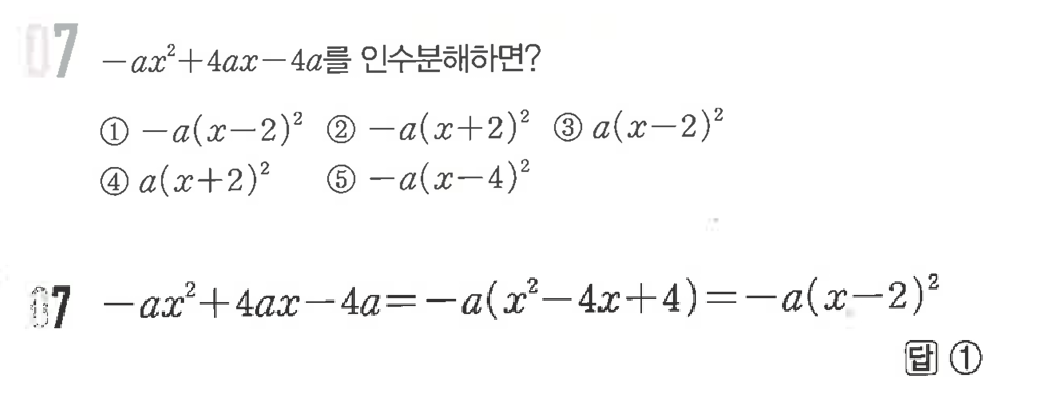 07 -ax²+4ax-4a를 인수분해하면?
① -a(x-2)² ② -a(x+2)² ③ a(x-2)²
④ a(x+2)² ⑤ -a(x-4)²
07 -ax²+4ax-4a=-a(x²-4x+4)=-a(x-2)²
답 ①